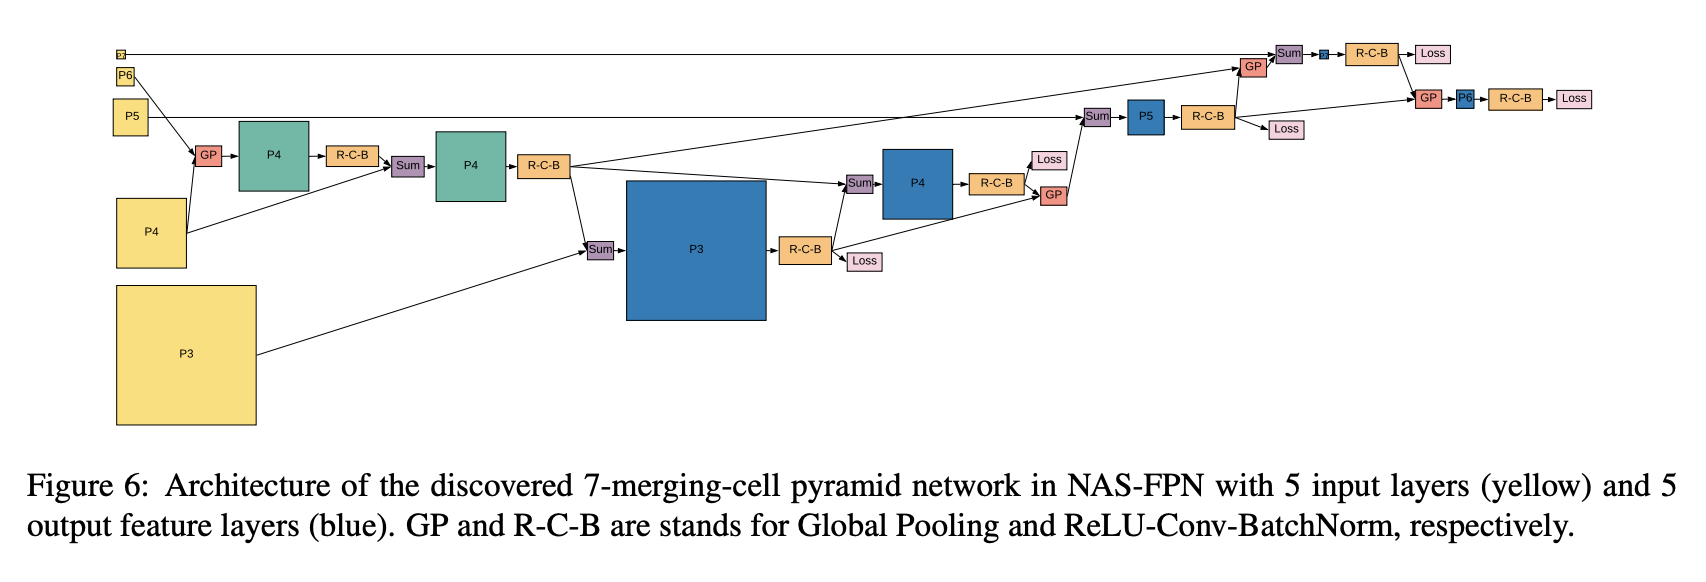 P7 Sum P7 R-C-B Loss
P6 GP
P5 Sum P5 R-C-B GP P6 R-C-B Loss
Loss
GP P4 R-C-B Sum P4 R-C-B Sum P4 R-C-B Loss
GP
P4 Sum P3 R-C-B Loss
P3
Figure 6: Architecture of the discovered 7-merging-cell pyramid network in NAS-FPN with 5 input layers (yellow) and 5
output feature layers (blue). GP and R-C-B are stands for Global Pooling and ReLU-Conv-BatchNorm, respectively.